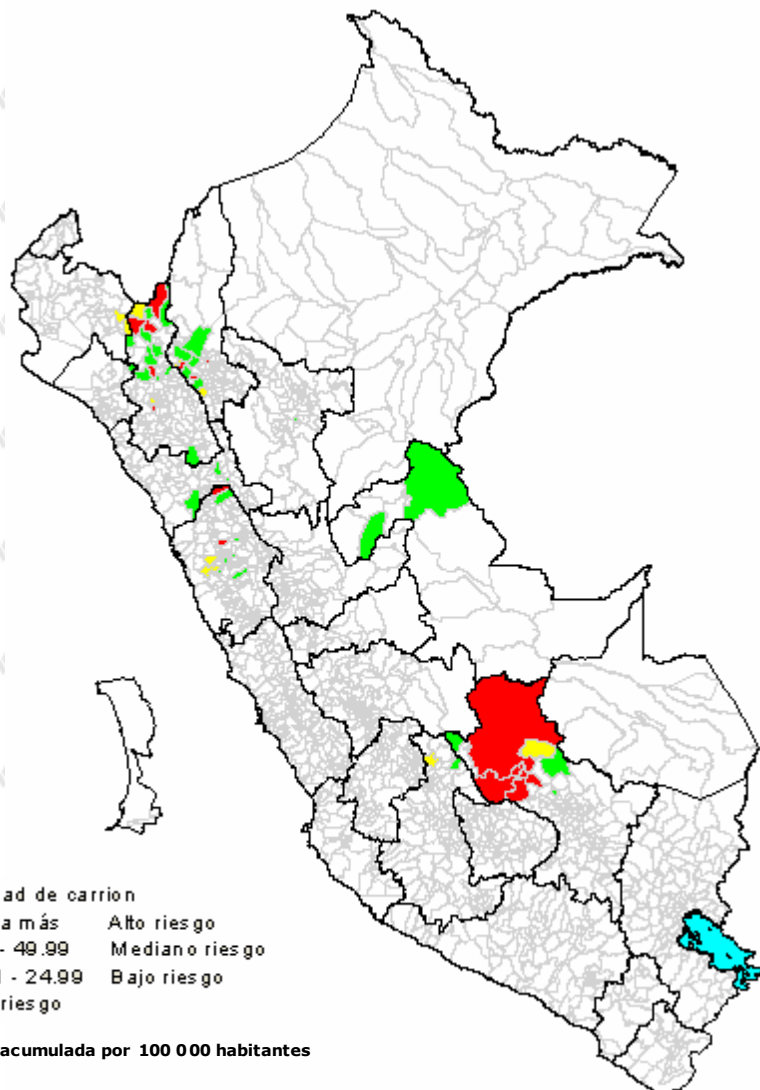 ad de carrion
a más Alto riesgo
- 49.99 Mediano riesgo
- 24.99 Bajo riesgo
riesgo
acumulada por 100 000 habitantes